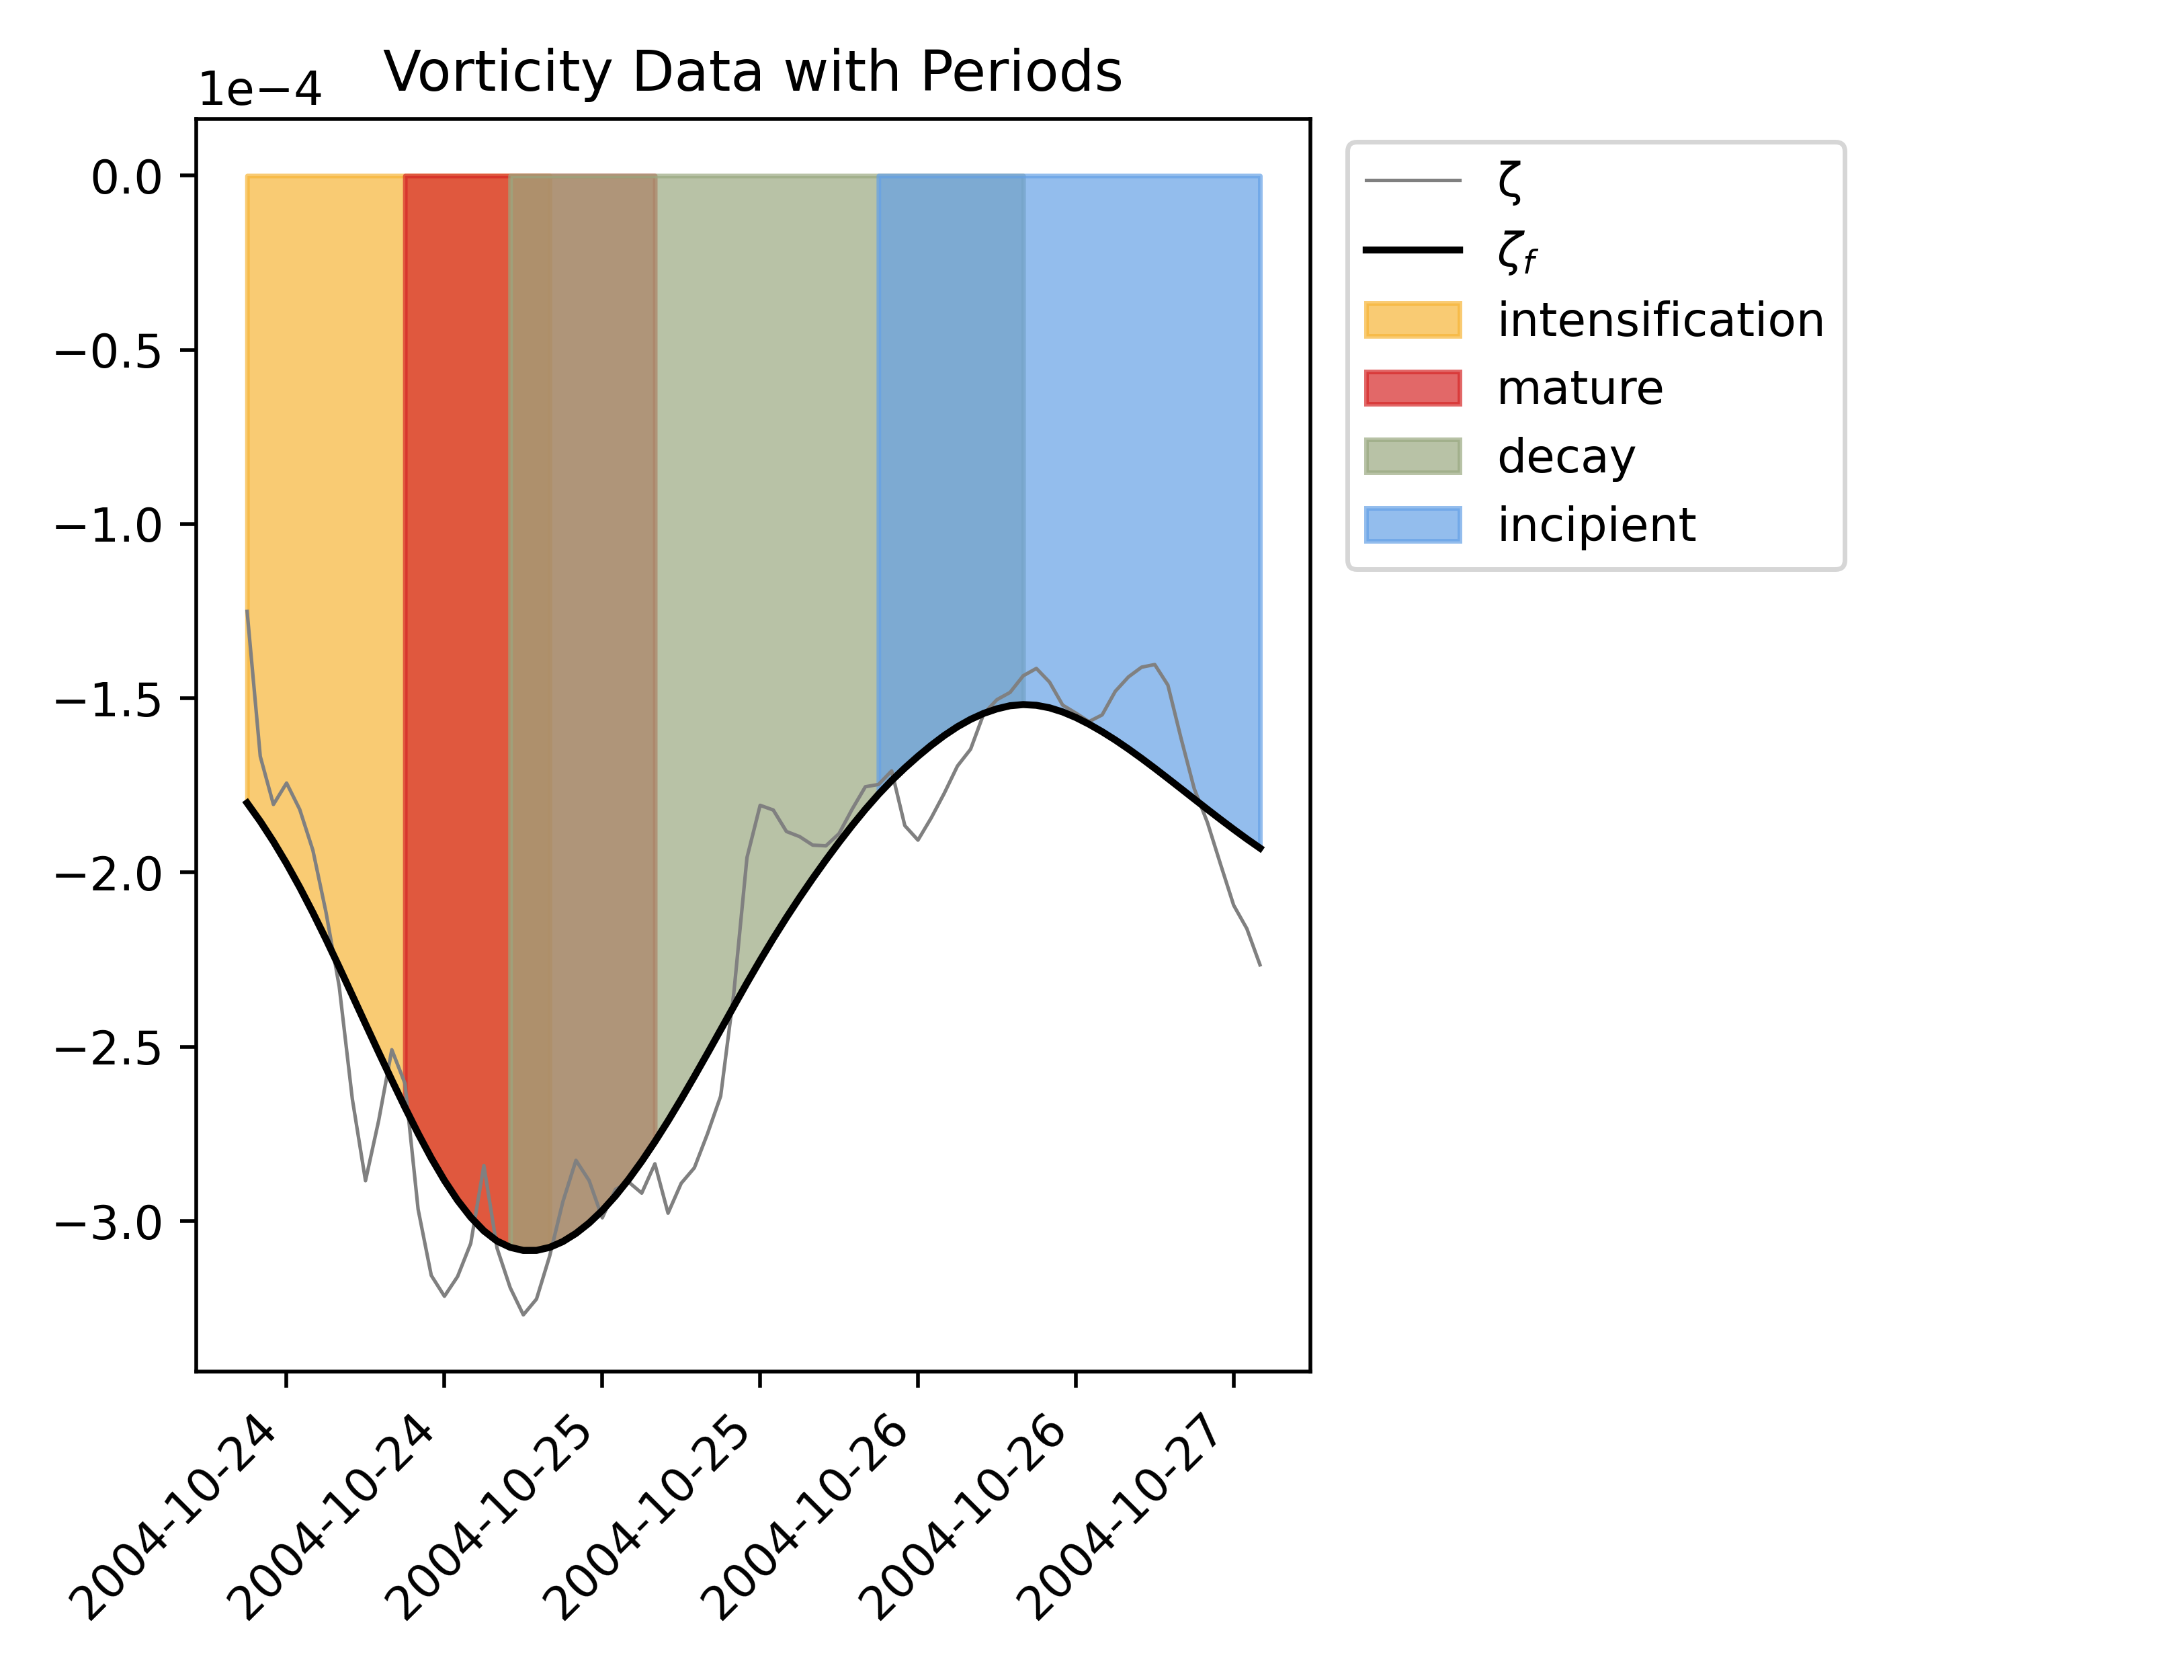 Vorticity Data with Periods
1e−4
0.0
−0.5
−1.0
−1.5
−2.0
−2.5
−3.0
2004-10-24
2004-10-24
2004-10-25
2004-10-25
2004-10-26
2004-10-26
2004-10-27
ζ
ζf
intensification
mature
decay
incipient